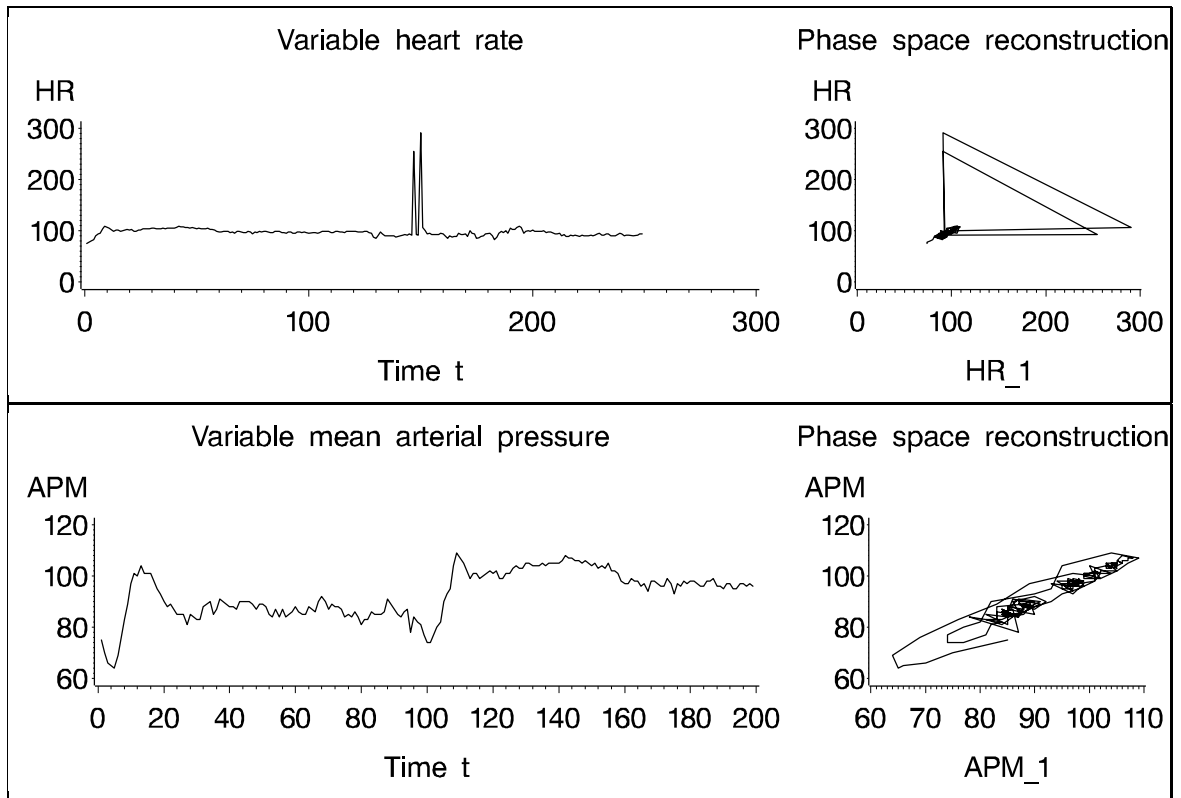 Variable heart rate
HR
300
200
100
0
0 100 200 300
Time t
Phase space reconstruction
HR
300
200
100
0
0 100 200 300
HR_1
Variable mean arterial pressure
APM
120
100
80
60
0 20 40 60 80 100 120 140 160 180 200
Time t
Phase space reconstruction
APM
120
100
80
60
60 70 80 90 100 110
APM_1